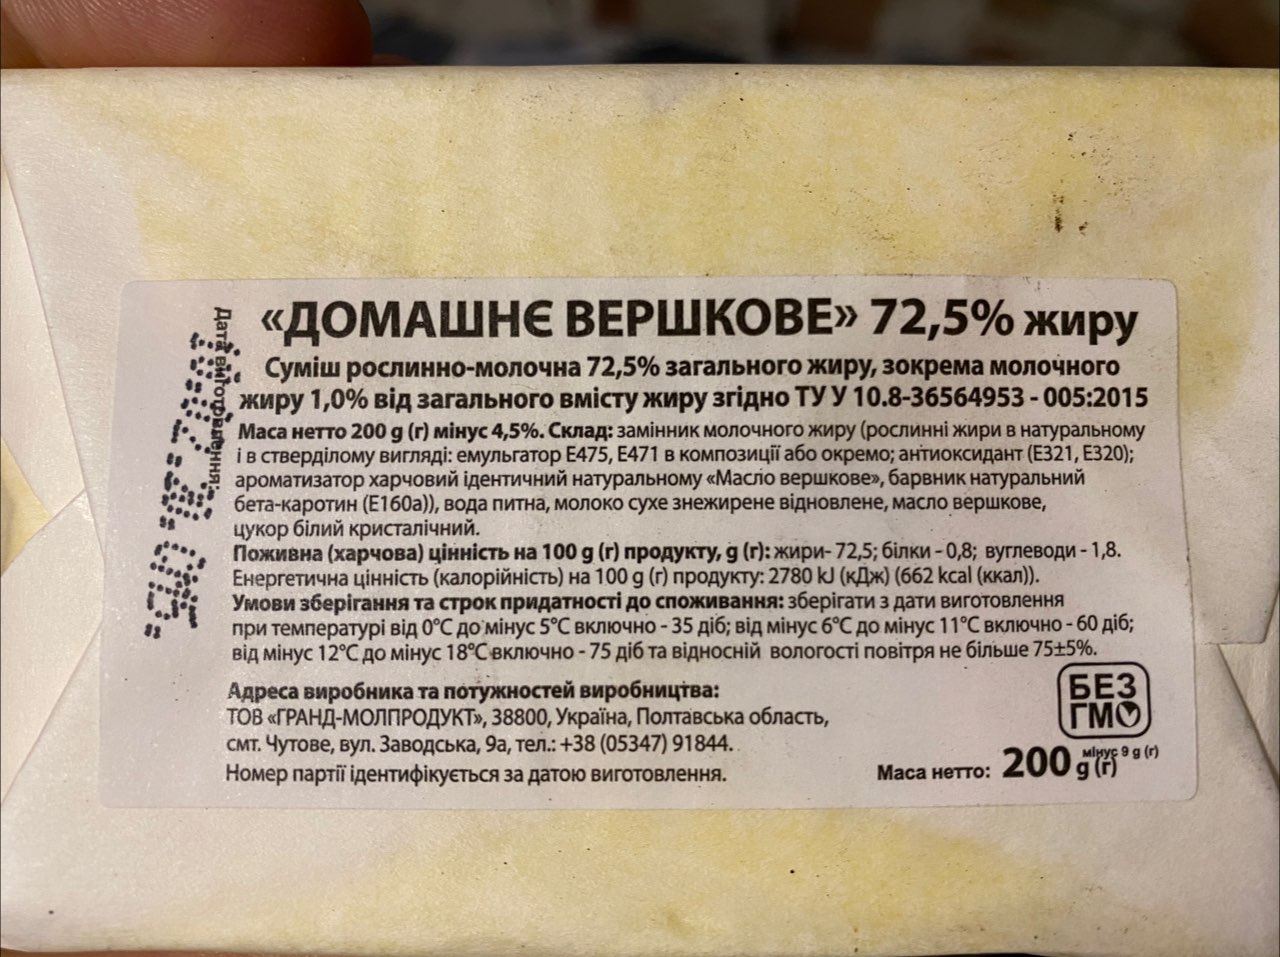 «ДОМАШНЄ ВЕРШКОВЕ» 72,5% жиру
Суміш рослинно-молочна 72,5% загального жиру, зокрема молочного
жиру 1,0% від загального вмісту жиру згідно ТУ У 10.8-36564953 - 005:2015
Маса нетто 200 g (г) мінус 4,5%. Склад: замінник молочного жиру (рослинні жири в натуральному
і в стверділому вигляді: емульгатор Е475, Е471 в композиції або окремо; антиоксидант (Е321, Е320);
ароматизатор харчовий ідентичний натуральному «Масло вершкове», барвник натуральний
бета-каротин (Е160а)), вода питна, молоко сухе знежирене відновлене, масло вершкове,
цукор білий кристалічний.
Поживна (харчова) цінність на 100 g (г) продукту, g (г): жири- 72,5; білки - 0,8; вуглеводи - 1,8.
Енергетична цінність (калорійність) на 100 g (г) продукту: 2780 kJ (кДж) (662 kcal (ккал)).
Умови зберігання та строк придатності до споживання: зберігати з дати виготовлення
при температурі від 0°С до мінус 5°С включно - 35 діб; від мінус 6°С до мінус 11°С включно - 60 діб;
від мінус 12°С до мінус 18°С включно - 75 діб та відносній вологості повітря не більше 75±5%.
Адреса виробника та потужностей виробництва:
ТОВ «ГРАНД-МОЛПРОДУКТ», 38800, Україна, Полтавська область,
смт. Чутове, вул. Заводська, 9а, тел.: +38 (05347) 91844.
Номер партії ідентифікується за датою виготовлення.
БЕЗ
ГМО
Маса нетто: 200 g (г) мінус 9 g (г)
Дата виготовлення: